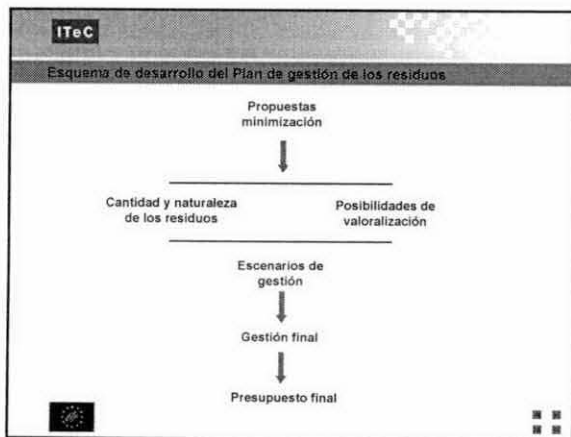 ITeC
Esquema de desarrollo del Plan de gestión de los residuos
Propuestas
minimización
Cantidad y naturaleza
de los residuos
Posibilidades de
valoralización
Escenarios de
gestión
Gestión final
Presupuesto final